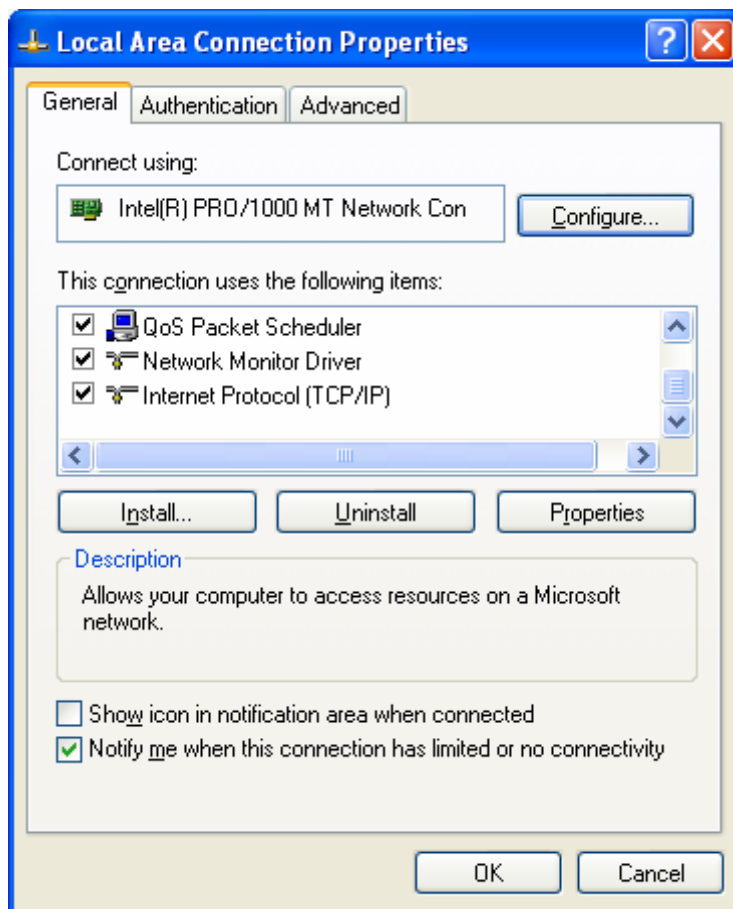 Local Area Connection Properties
General
Authentication
Advanced
Connect using:
Intel(R) PRO/1000 MT Network Con
Configure...
This connection uses the following items:
QoS Packet Scheduler
Network Monitor Driver
Internet Protocol (TCP/IP)
Install...
Uninstall
Properties
Description
Allows your computer to access resources on a Microsoft
network.
Show icon in notification area when connected
Notify me when this connection has limited or no connectivity
OK
Cancel